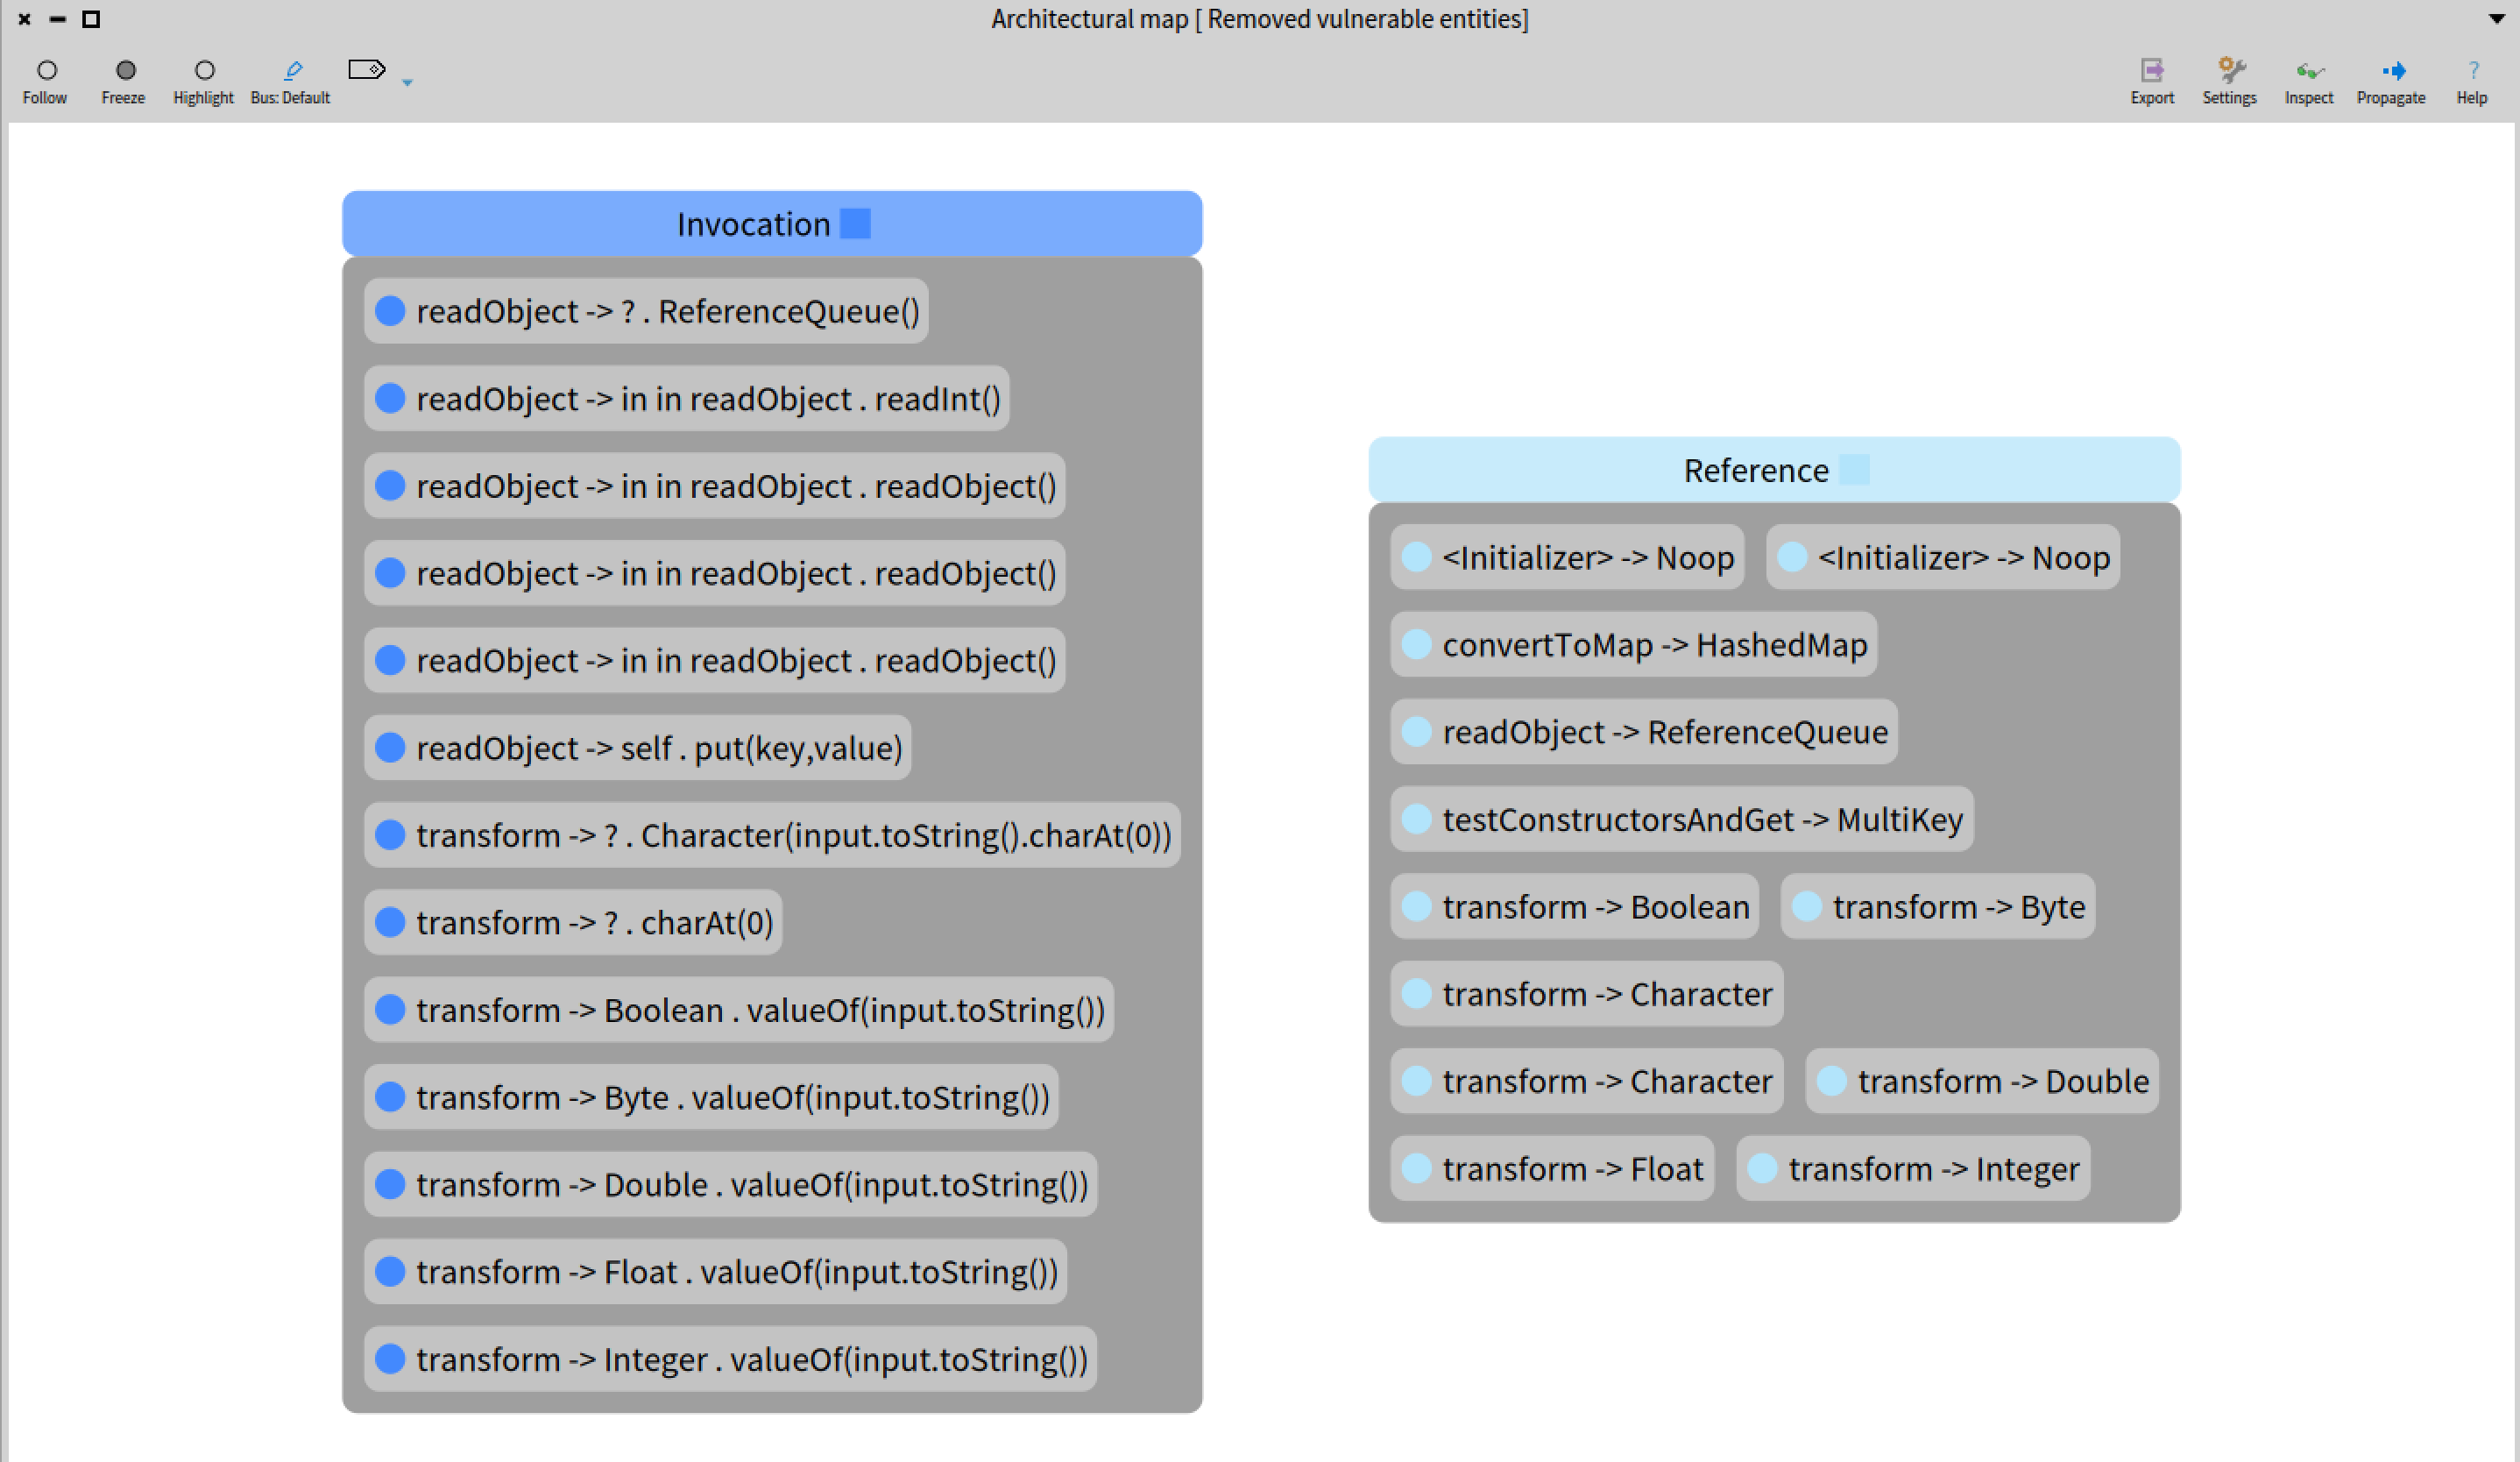 Architectural map [ Removed vulnerable entities]
Follow Freeze Highlight Bus: Default Export Settings Inspect Propagate ? Help
Invocation
readObject -> ? . ReferenceQueue()
readObject -> in in readObject . readInt()
readObject -> in in readObject . readObject()
readObject -> in in readObject . readObject()
readObject -> in in readObject . readObject()
readObject -> self . put(key,value)
transform -> ? . Character(input.toString().charAt(0))
transform -> ? . charAt(0)
transform -> Boolean . valueOf(input.toString())
transform -> Byte . valueOf(input.toString())
transform -> Double . valueOf(input.toString())
transform -> Float . valueOf(input.toString())
transform -> Integer . valueOf(input.toString())
Reference
<Initializer> -> Noop <Initializer> -> Noop
convertToMap -> HashedMap
readObject -> ReferenceQueue
testConstructorsAndGet -> MultiKey
transform -> Boolean transform -> Byte
transform -> Character
transform -> Character transform -> Double
transform -> Float transform -> Integer